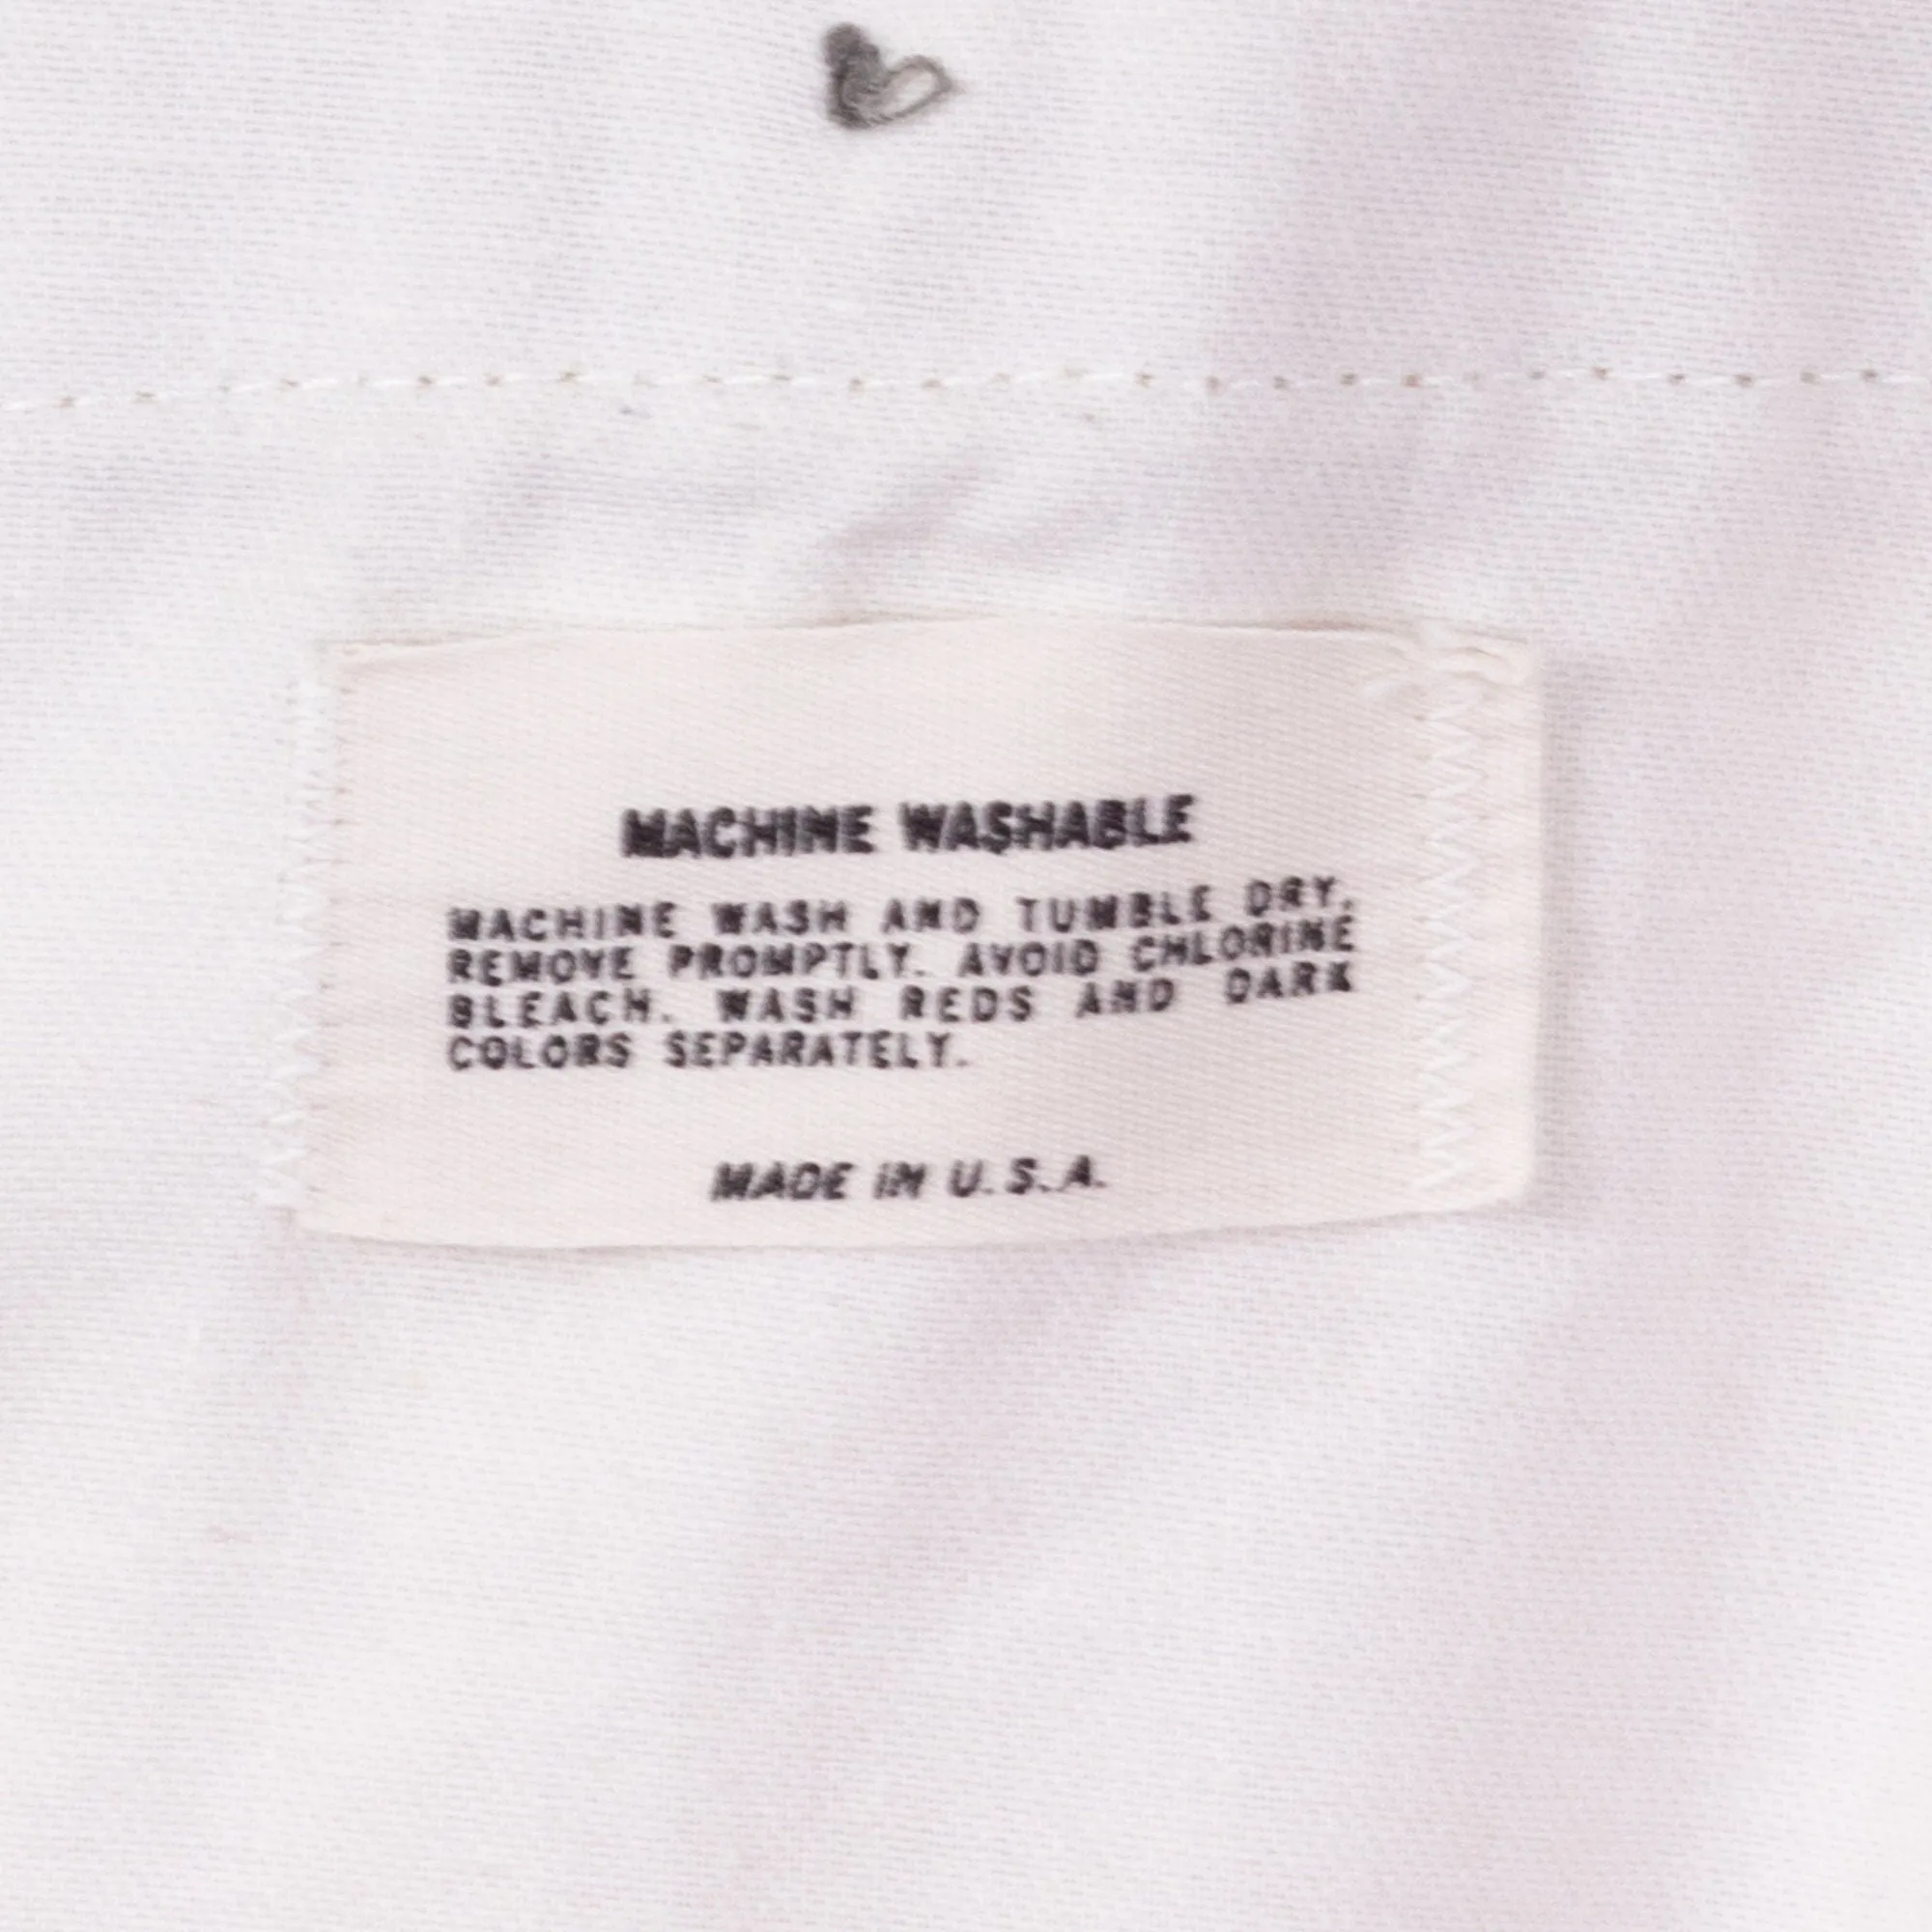 MACHINE WASHABLE
MACHINE WASH AND TUMBLE DRY.
REMOVE PROMPTLY. AVOID CHLORINE
BLEACH. WASH REDS AND DARK
COLORS SEPARATELY.
MADE iN U.S.A.